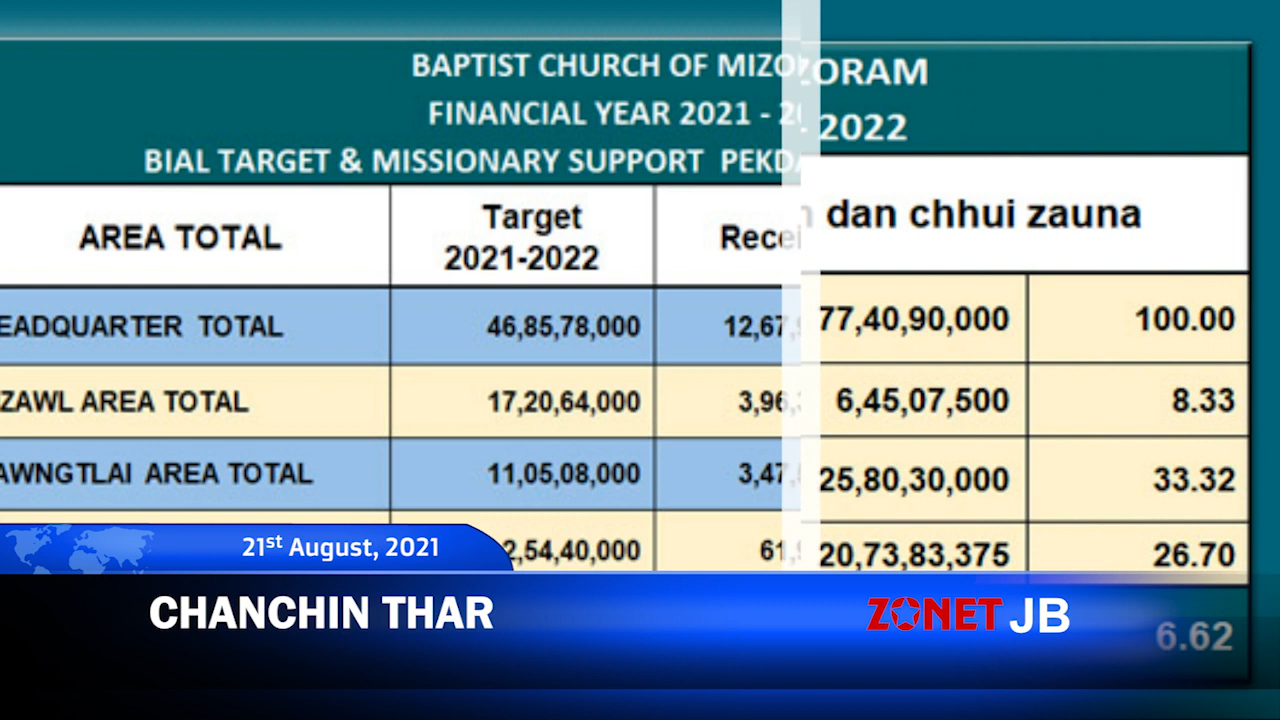 BAPTIST CHURCH OF MIZO ORAM
FINANCIAL YEAR 2021 - 2022
BIAL TARGET & MISSIONARY SUPPORT PEKDA
AREA TOTAL Target 2021-2022 Rece dan chhui zauna
EADQUARTER TOTAL 46,85,78,000 12,67, 77,40,90,000 100.00
ZAWL AREA TOTAL 17,20,64,000 3,96, 6,45,07,500 8.33
AWNGTLAI AREA TOTAL 11,05,08,000 3,47, 25,80,30,000 33.32
2,54,40,000 61, 20,73,83,375 26.70
6.62
21st August, 2021
CHANCHIN THAR
ZONET JB